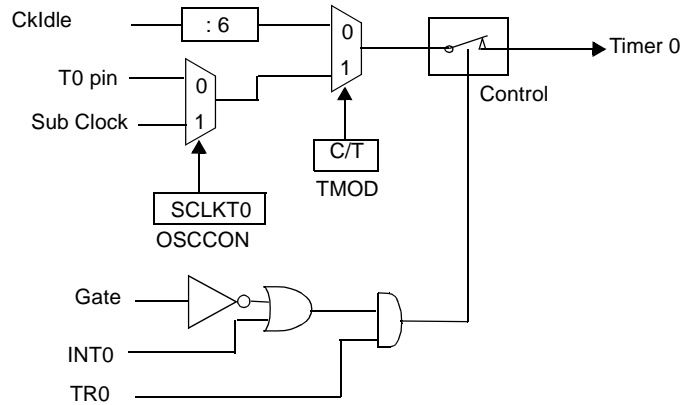 CkIdle
: 6
0
1
Timer 0
T0 pin
0
Sub Clock
1
Control
C/T
TMOD
SCLKT0
OSCCON
Gate
INT0
TR0